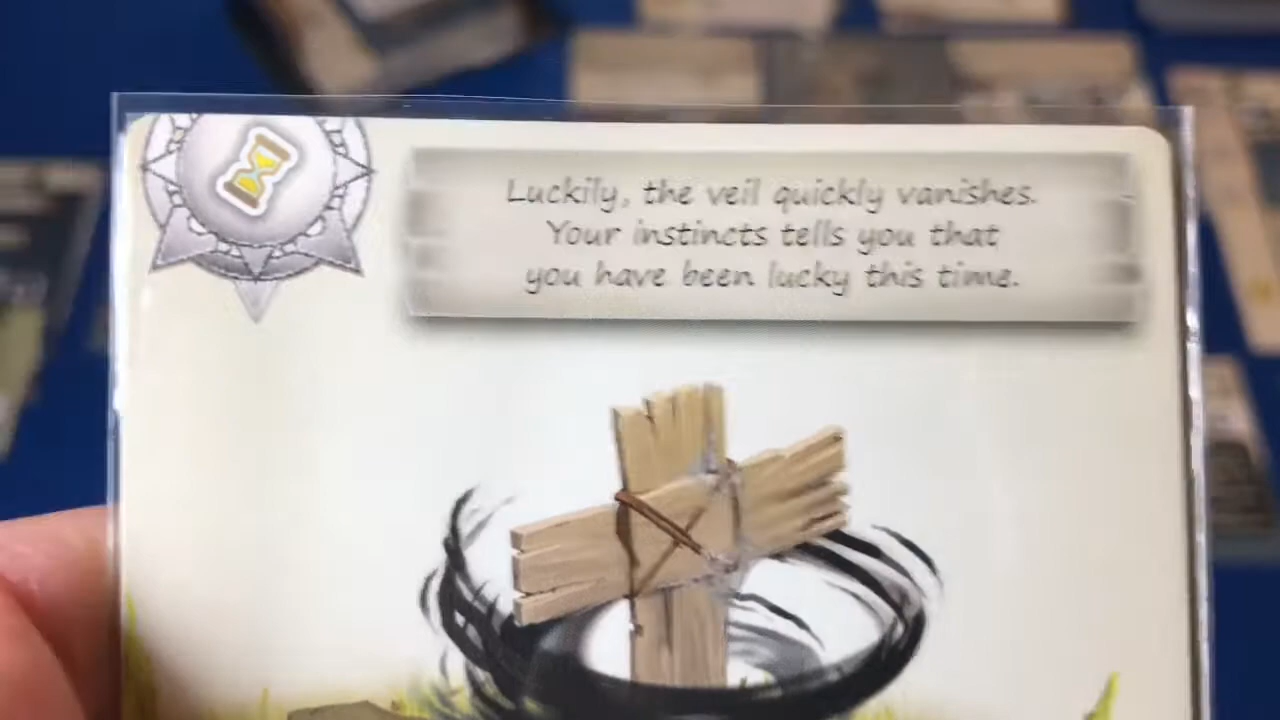 Luckily, the veil quickly vanishes.
Your instincts tells you that
you have been lucky this time.